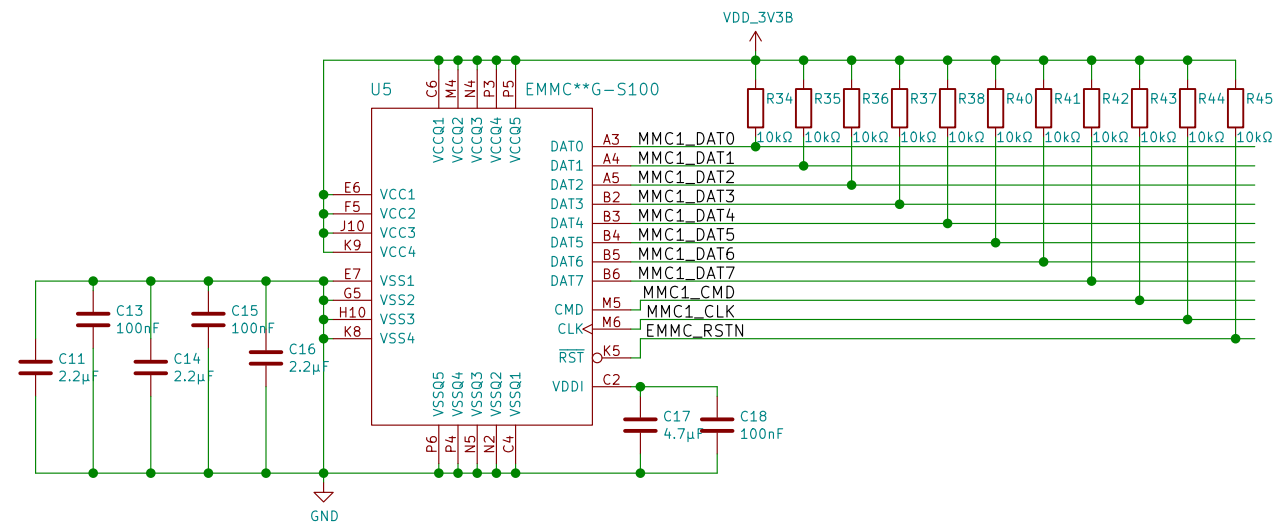 VDD_3V3B
U5
EMMC**G-S100
C6
M4
N4
P3
P5
VCCQ1
VCCQ2
VCCQ3
VCCQ4
VCCQ5
R34
R35
R36
R37
R38
R40
R41
R42
R43
R44
R45
10kΩ
10kΩ
10kΩ
10kΩ
10kΩ
10kΩ
10kΩ
10kΩ
10kΩ
10kΩ
10kΩ
DAT0 A3 MMC1_DAT0
DAT1 A4 MMC1_DAT1
DAT2 A5 MMC1_DAT2
DAT3 B2 MMC1_DAT3
DAT4 B3 MMC1_DAT4
DAT5 B4 MMC1_DAT5
DAT6 B5 MMC1_DAT6
DAT7 B6 MMC1_DAT7
CMD M5 MMC1_CMD
CLK M6 MMC1_CLK
RST K5 EMMC_RSTN
VDDI C2
E6 VCC1
F5 VCC2
J10 VCC3
K9 VCC4
E7 VSS1
G5 VSS2
H10 VSS3
K8 VSS4
C13
100nF
C15
100nF
C11
2.2µF
C14
2.2µF
C16
2.2µF
VSSQ5
VSSQ4
VSSQ3
VSSQ2
VSSQ1
P6
P4
N5
N2
C4
C17
4.7µF
C18
100nF
GND